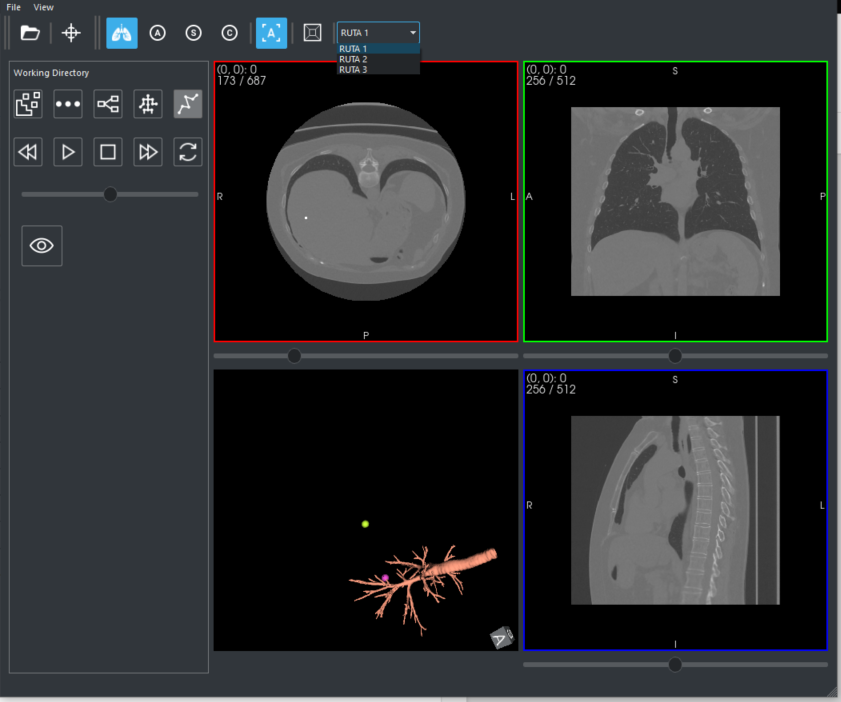 File View
A S C A RUTA 1
RUTA 1
RUTA 2
RUTA 3
Working Directory
(0, 0): 0
173 / 687
R
L
P
(0, 0): 0
256 / 512
S
A
P
I
A
(0, 0): 0
256 / 512
S
R
L
I